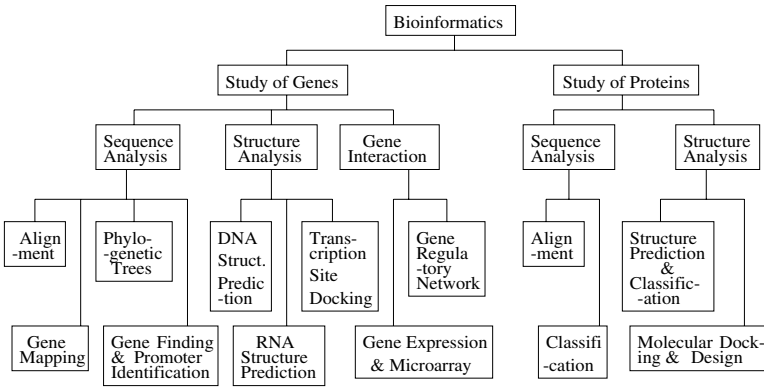 Bioinformatics
Study of Genes
Study of Proteins
Sequence
Analysis
Structure
Analysis
Gene
Interaction
Sequence
Analysis
Structure
Analysis
Align
-ment
Phylo-
-genetic
Trees
DNA
Struct.
Predic
-tion
Trans-
cription
Site
Docking
Gene
Regula
-tory
Network
Align
-ment
Structure
Prediction
&
Classific-
-ation
Gene
Mapping
Gene Finding
& Promoter
Identification
RNA
Structure
Prediction
Gene Expression
& Microarray
Classifi
-cation
Molecular Dock-
ing & Design